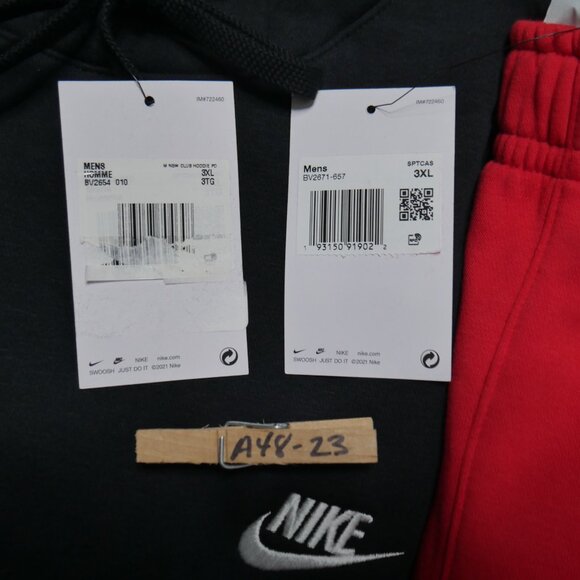 IM#722460
MENS
HOMME
BV2654 010
M NSW CLUB HOODIE PO
3XL
3TG
NIKE nike.com
SWOOSH JUST DO IT ©2021 Nike
IM#722460
Mens
BV2671-657
SPTCAS
3XL
1 93150 91902 2
NIKE nike.com
SWOOSH JUST DO IT ©2021 Nike
A48-23
NIKE